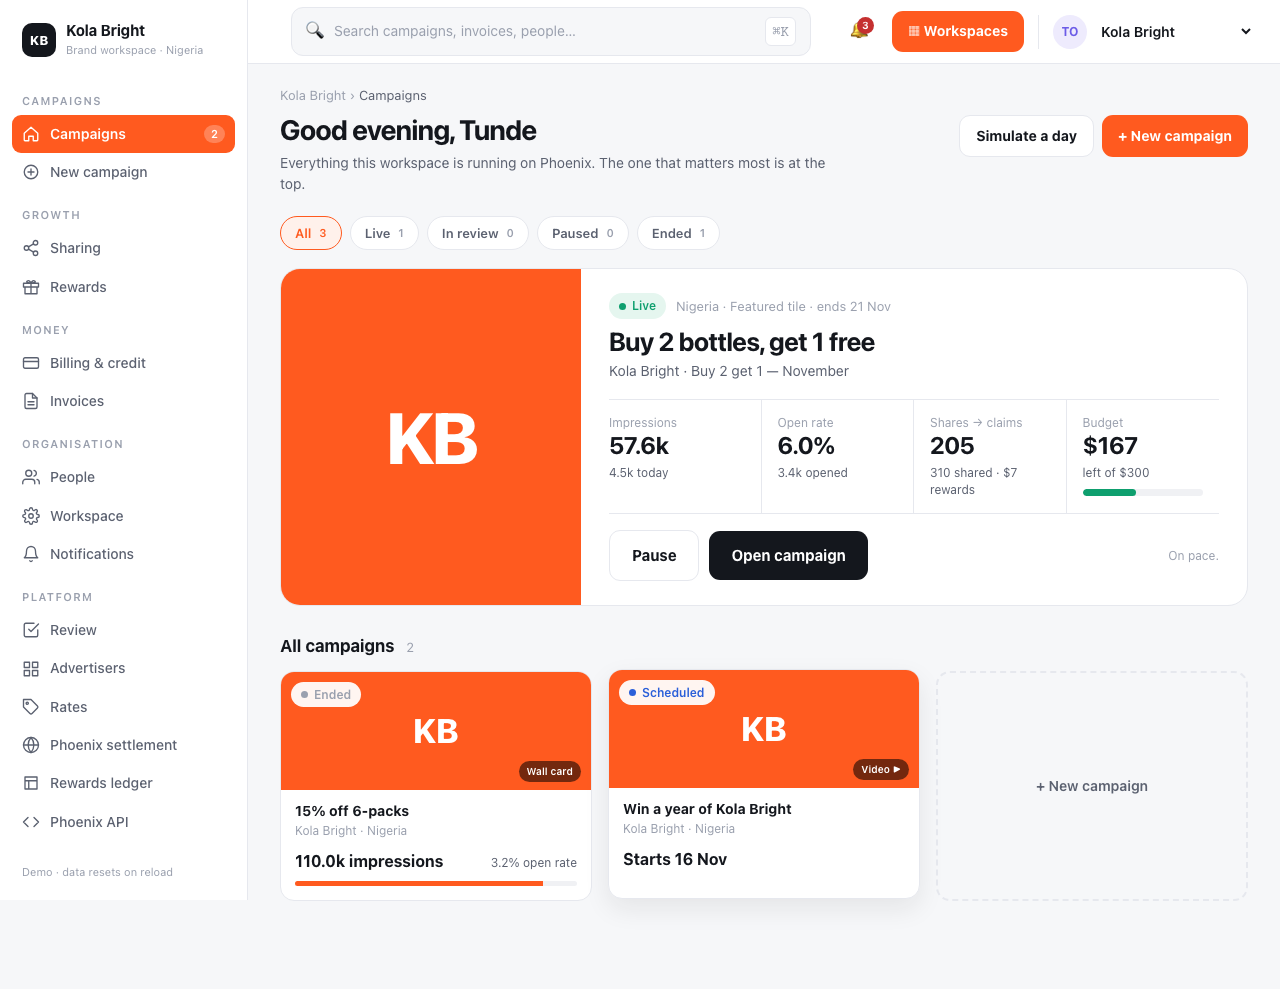 KB
Kola Bright
Brand workspace · Nigeria
Search campaigns, invoices, people...
⌘K
3
Workspaces
TO
Kola Bright
CAMPAIGNS
Campaigns
2
New campaign
GROWTH
Sharing
Rewards
MONEY
Billing & credit
Invoices
ORGANISATION
People
Workspace
Notifications
PLATFORM
Review
Advertisers
Rates
Phoenix settlement
Rewards ledger
Phoenix API
Demo · data resets on reload
Kola Bright › Campaigns
Good evening, Tunde
Everything this workspace is running on Phoenix. The one that matters most is at the
top.
Simulate a day
+ New campaign
All 3
Live 1
In review 0
Paused 0
Ended 1
KB
Live
Nigeria · Featured tile · ends 21 Nov
Buy 2 bottles, get 1 free
Kola Bright · Buy 2 get 1 — November
Impressions
57.6k
4.5k today
Open rate
6.0%
3.4k opened
Shares → claims
205
310 shared · $7
rewards
Budget
$167
left of $300
Pause
Open campaign
On pace.
All campaigns 2
Ended
KB
Wall card
15% off 6-packs
Kola Bright · Nigeria
110.0k impressions
3.2% open rate
Scheduled
KB
Video ▶
Win a year of Kola Bright
Kola Bright · Nigeria
Starts 16 Nov
+ New campaign